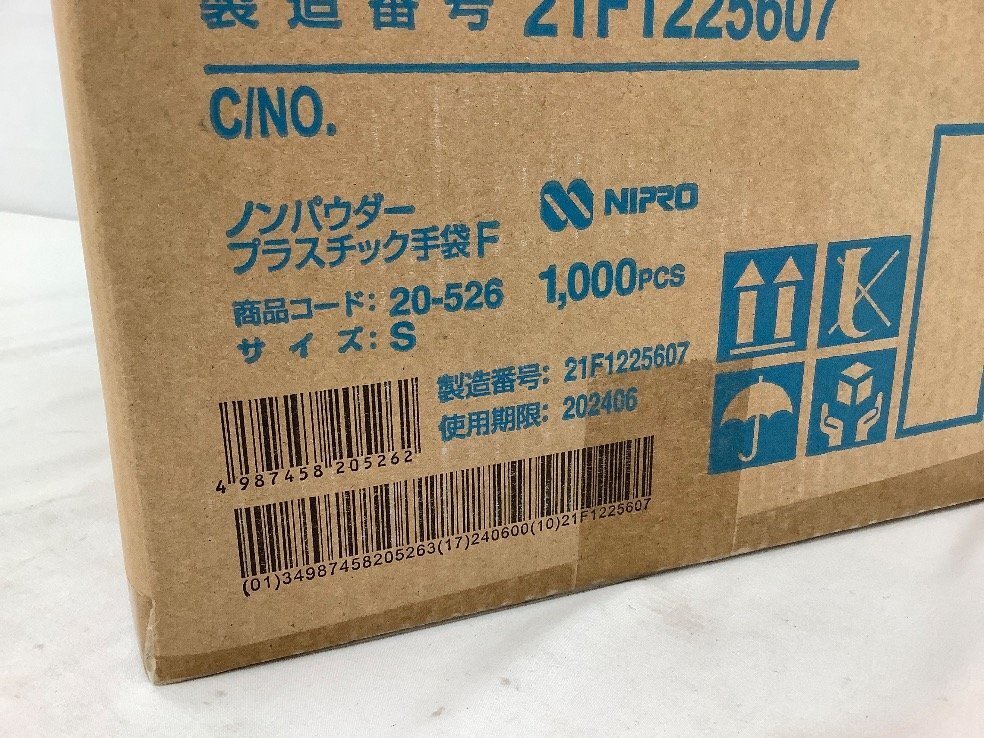 製造番号 21F1225607
C/NO.
ノンパウダー
プラスチック手袋F
NIPRO
商品コード: 20-526
1,000PCS
サイズ: S
製造番号: 21F1225607
使用期限: 202406
4 987458 205262
(01)34987458205263(17)240600(10)21F1225607